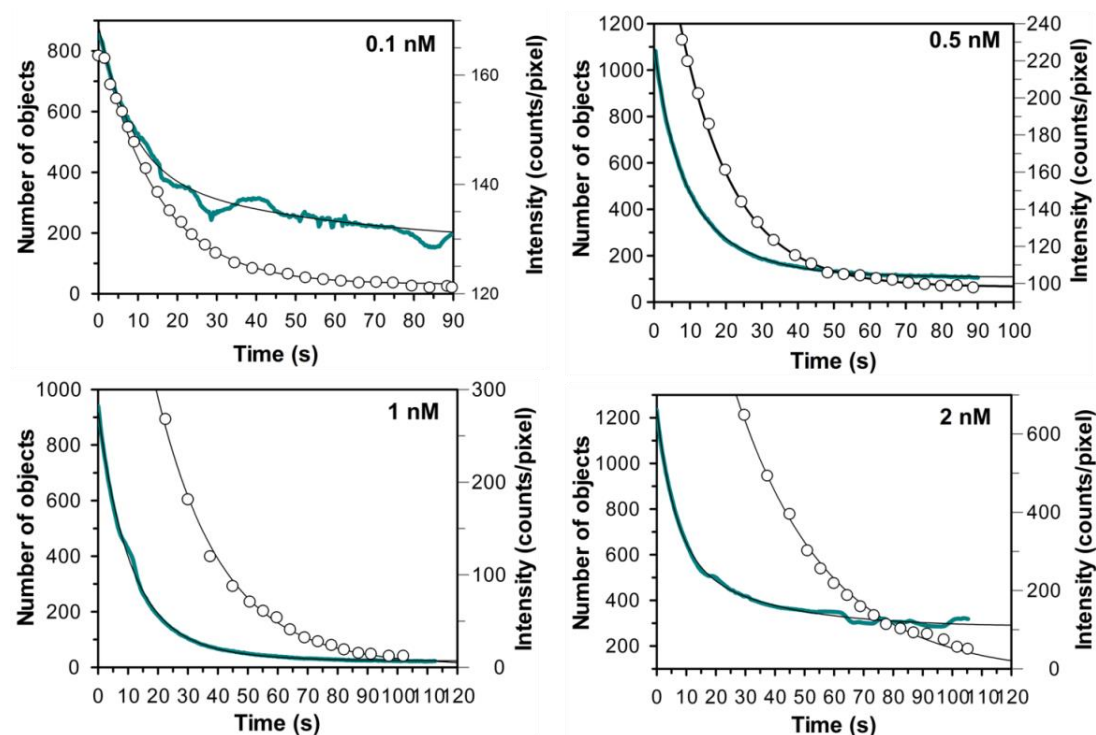 0.1 nM
Number of objects
800
600
400
200
0
Intensity (counts/pixel)
160
140
120
0 10 20 30 40 50 60 70 80 90
Time (s)
0.5 nM
Number of objects
1200
1000
800
600
400
200
0
Intensity (counts/pixel)
240
220
200
180
160
140
120
100
0 10 20 30 40 50 60 70 80 90 100
Time (s)
1 nM
Number of objects
1000
800
600
400
200
0
Intensity (counts/pixel)
300
200
100
0
0 10 20 30 40 50 60 70 80 90 100 110 120
Time (s)
2 nM
Number of objects
1200
1000
800
600
400
200
Intensity (counts/pixel)
600
400
200
0
0 10 20 30 40 50 60 70 80 90 100 110 120
Time (s)